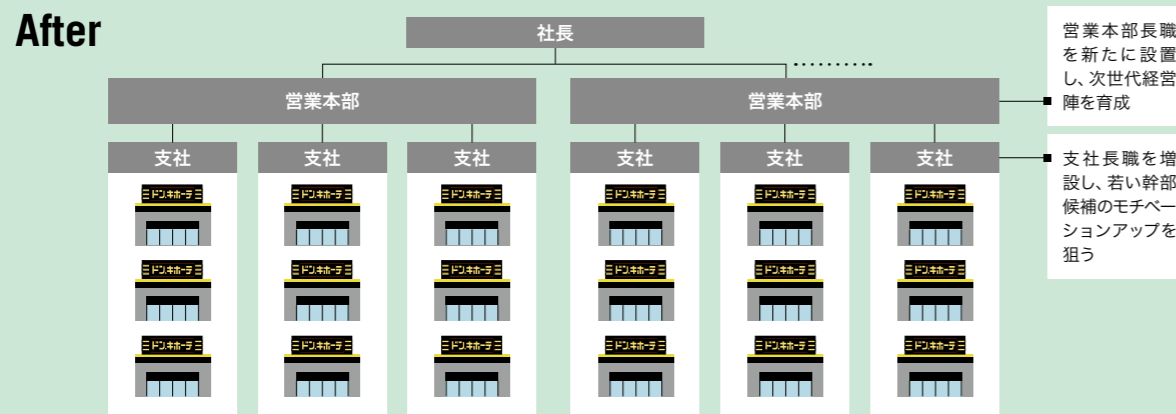 After
社長
営業本部
営業本部
支社
支社
支社
支社
支社
支社
ドン.キホーテ ドン.キホーテ ドン.キホーテ ドン.キホーテ ドン.キホーテ ドン.キホーテ
ドン.キホーテ ドン.キホーテ ドン.キホーテ ドン.キホーテ ドン.キホーテ ドン.キホーテ
ドン.キホーテ ドン.キホーテ ドン.キホーテ ドン.キホーテ ドン.キホーテ ドン.キホーテ
営業本部長職
を新たに設置
し、次世代経営
陣を育成
支社長職を増
設し、若い幹部
候補のモチベー
ションアップを
狙う